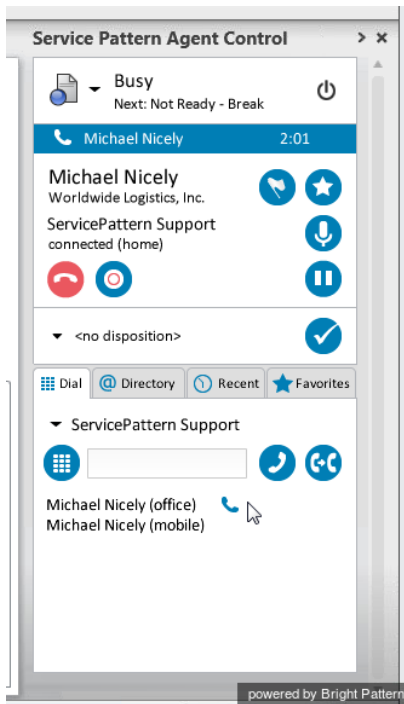 Service Pattern Agent Control
Busy
Next: Not Ready - Break
Michael Nicely 2:01
Michael Nicely
Worldwide Logistics, Inc.
ServicePattern Support
connected (home)
<no disposition>
Dial @ Directory Recent Favorites
ServicePattern Support
Michael Nicely (office)
Michael Nicely (mobile)
powered by Bright Pattern